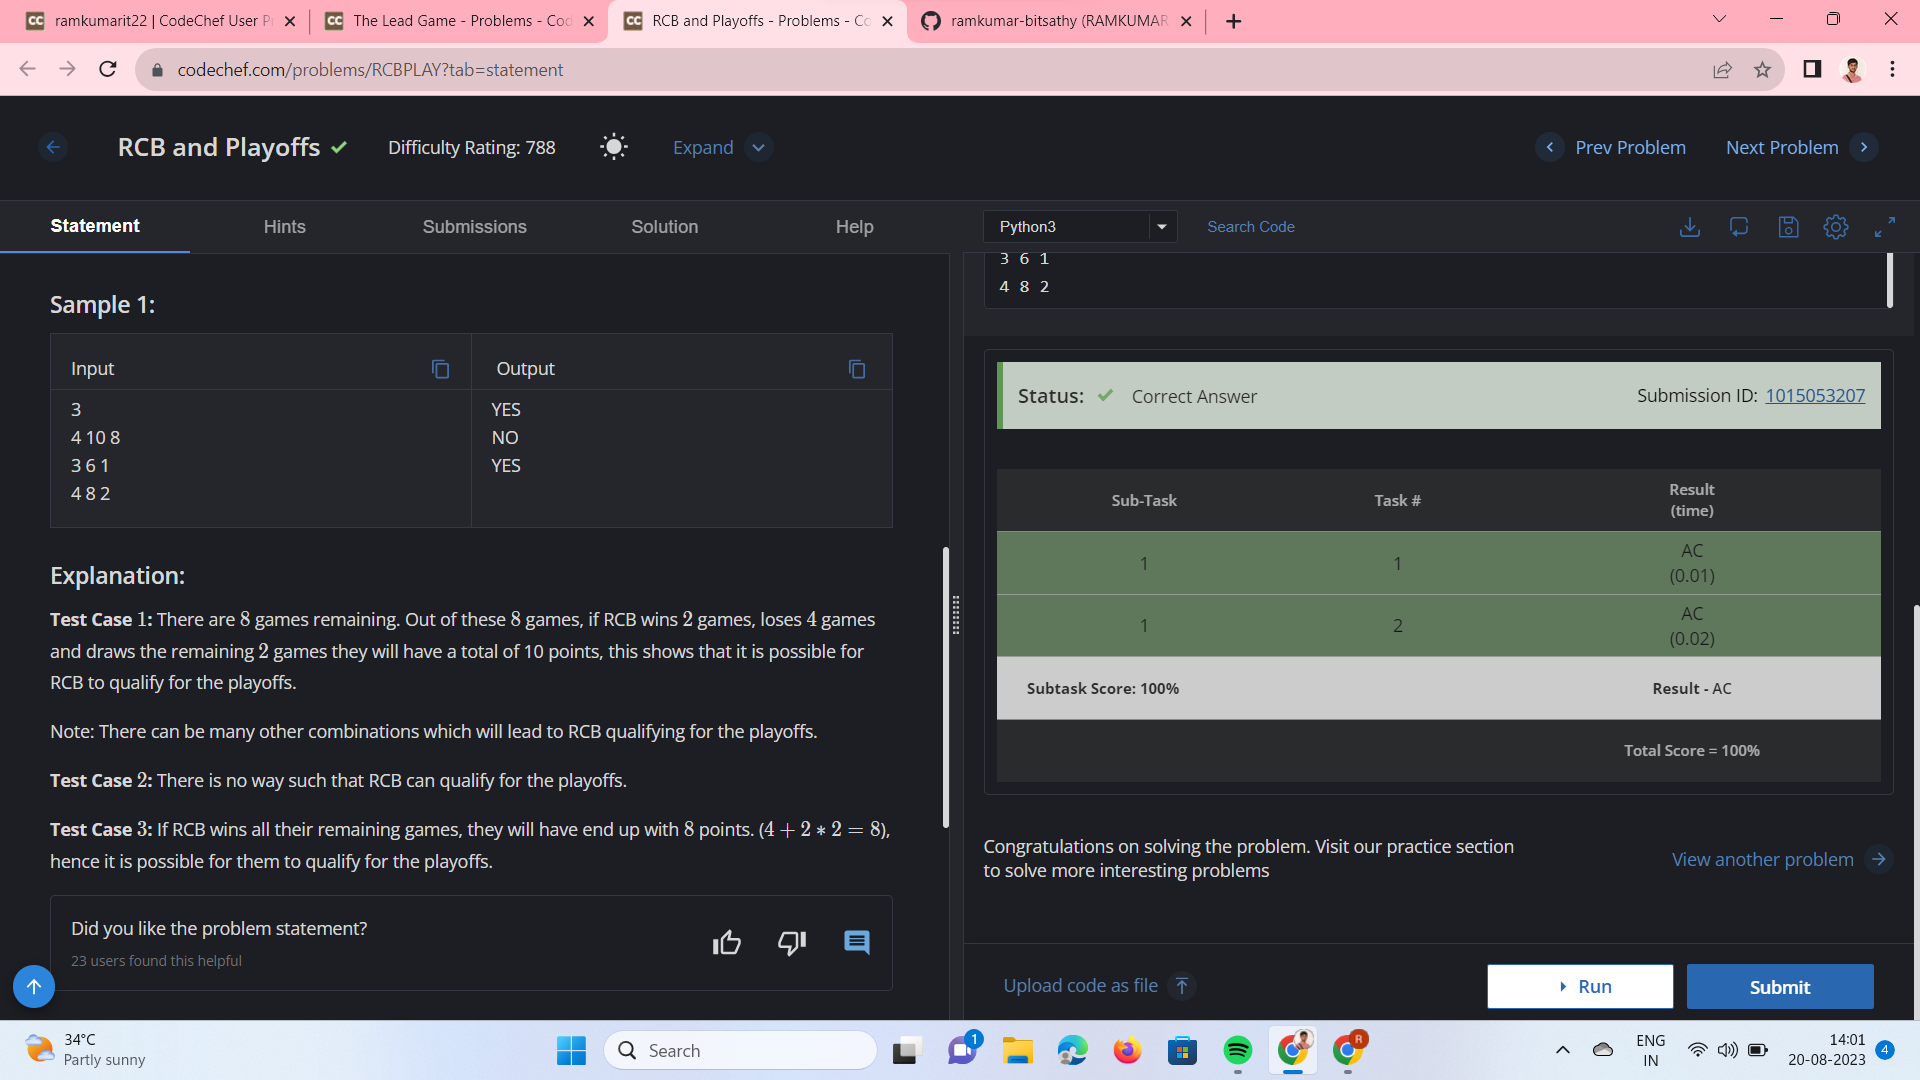 ramkumarit22 | CodeChef User P
The Lead Game - Problems - Cod
RCB and Playoffs - Problems - Co
ramkumar-bitsathy (RAMKUMAR
codechef.com/problems/RCBPLAY?tab=statement
RCB and Playoffs
Difficulty Rating: 788
Expand
Prev Problem
Next Problem
Statement
Hints
Submissions
Solution
Help
Python3
Search Code
Sample 1:
Input
Output
3
4 10 8
3 6 1
4 8 2
YES
NO
YES
Explanation:
Test Case 1: There are 8 games remaining. Out of these 8 games, if RCB wins 2 games, loses 4 games
and draws the remaining 2 games they will have a total of 10 points, this shows that it is possible for
RCB to qualify for the playoffs.
Note: There can be many other combinations which will lead to RCB qualifying for the playoffs.
Test Case 2: There is no way such that RCB can qualify for the playoffs.
Test Case 3: If RCB wins all their remaining games, they will have end up with 8 points. (4 + 2 * 2 = 8),
hence it is possible for them to qualify for the playoffs.
Did you like the problem statement?
23 users found this helpful
3 6 1
4 8 2
Status: Correct Answer
Submission ID: 1015053207
Sub-Task
Task #
Result
(time)
1
1
AC
(0.01)
1
2
AC
(0.02)
Subtask Score: 100%
Result - AC
Total Score = 100%
Congratulations on solving the problem. Visit our practice section
to solve more interesting problems
View another problem
Upload code as file
Run
Submit
34°C
Partly sunny
Search
1
R
ENG
IN
14:01
20-08-2023
4